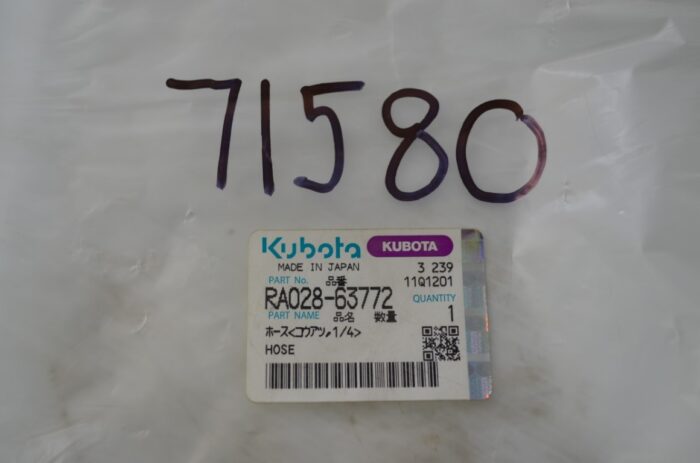 71580
Kubota KUBOTA
MADE IN JAPAN 3 239
PART No. 品番 11Q1201
RA028-63772 QUANTITY
PART NAME 品名 数量 1
ホース<コウアツ,1/4>
HOSE